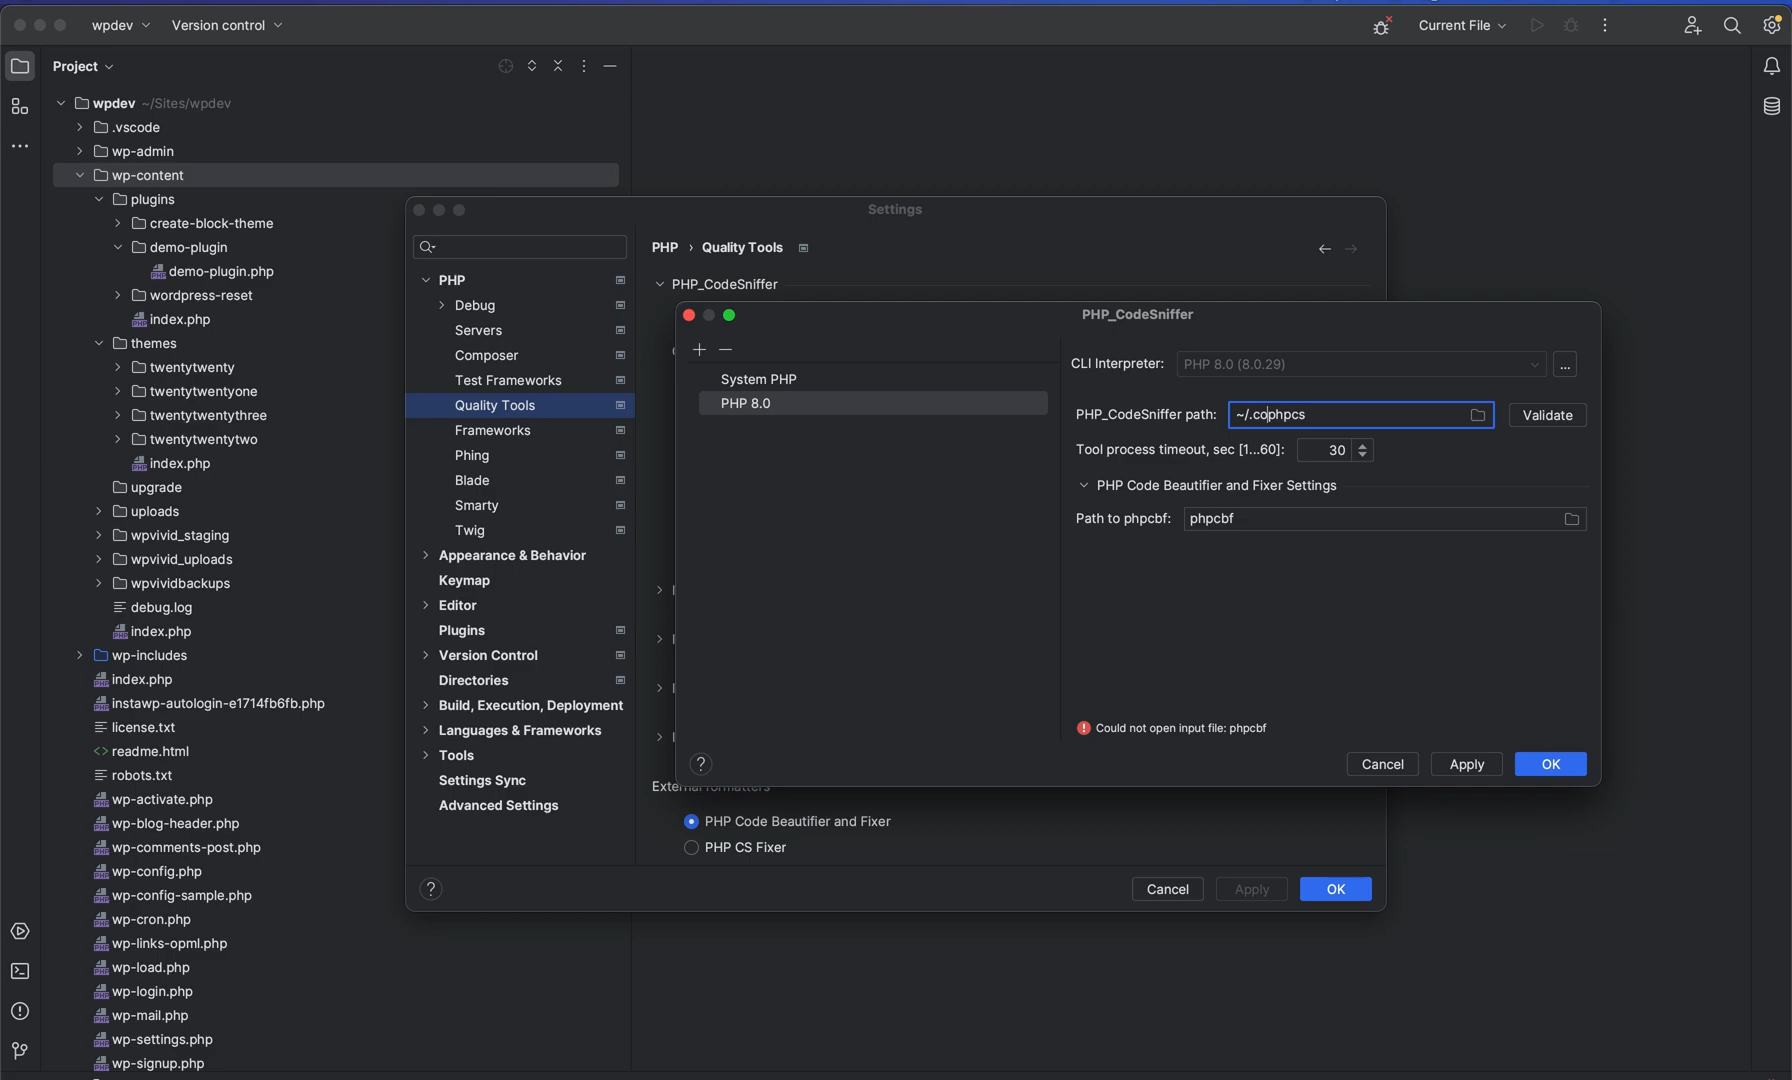 wpdev Version control
Current File
Project
wpdev ~/Sites/wpdev
.vscode
wp-admin
wp-content
plugins
create-block-theme
demo-plugin
demo-plugin.php
wordpress-reset
index.php
themes
twentytwenty
twentytwentyone
twentytwentythree
twentytwentytwo
index.php
upgrade
uploads
wpvivid_staging
wpvivid_uploads
wpvividbackups
debug.log
index.php
wp-includes
index.php
instawp-autologin-e1714fb6fb.php
license.txt
readme.html
robots.txt
wp-activate.php
wp-blog-header.php
wp-comments-post.php
wp-config.php
wp-config-sample.php
wp-cron.php
wp-links-opml.php
wp-load.php
wp-login.php
wp-mail.php
wp-settings.php
wp-signup.php
Settings
PHP
Debug
Servers
Composer
Test Frameworks
Quality Tools
Frameworks
Phing
Blade
Smarty
Twig
Appearance & Behavior
Keymap
Editor
Plugins
Version Control
Directories
Build, Execution, Deployment
Languages & Frameworks
Tools
Settings Sync
Advanced Settings
PHP › Quality Tools
PHP_CodeSniffer
External formatters
PHP Code Beautifier and Fixer
PHP CS Fixer
? Cancel Apply OK
PHP_CodeSniffer
System PHP
PHP 8.0
CLI Interpreter: PHP 8.0 (8.0.29) ...
PHP_CodeSniffer path: ~/.cophpcs Validate
Tool process timeout, sec [1...60]: 30
PHP Code Beautifier and Fixer Settings
Path to phpcbf: phpcbf
Could not open input file: phpcbf
? Cancel Apply OK